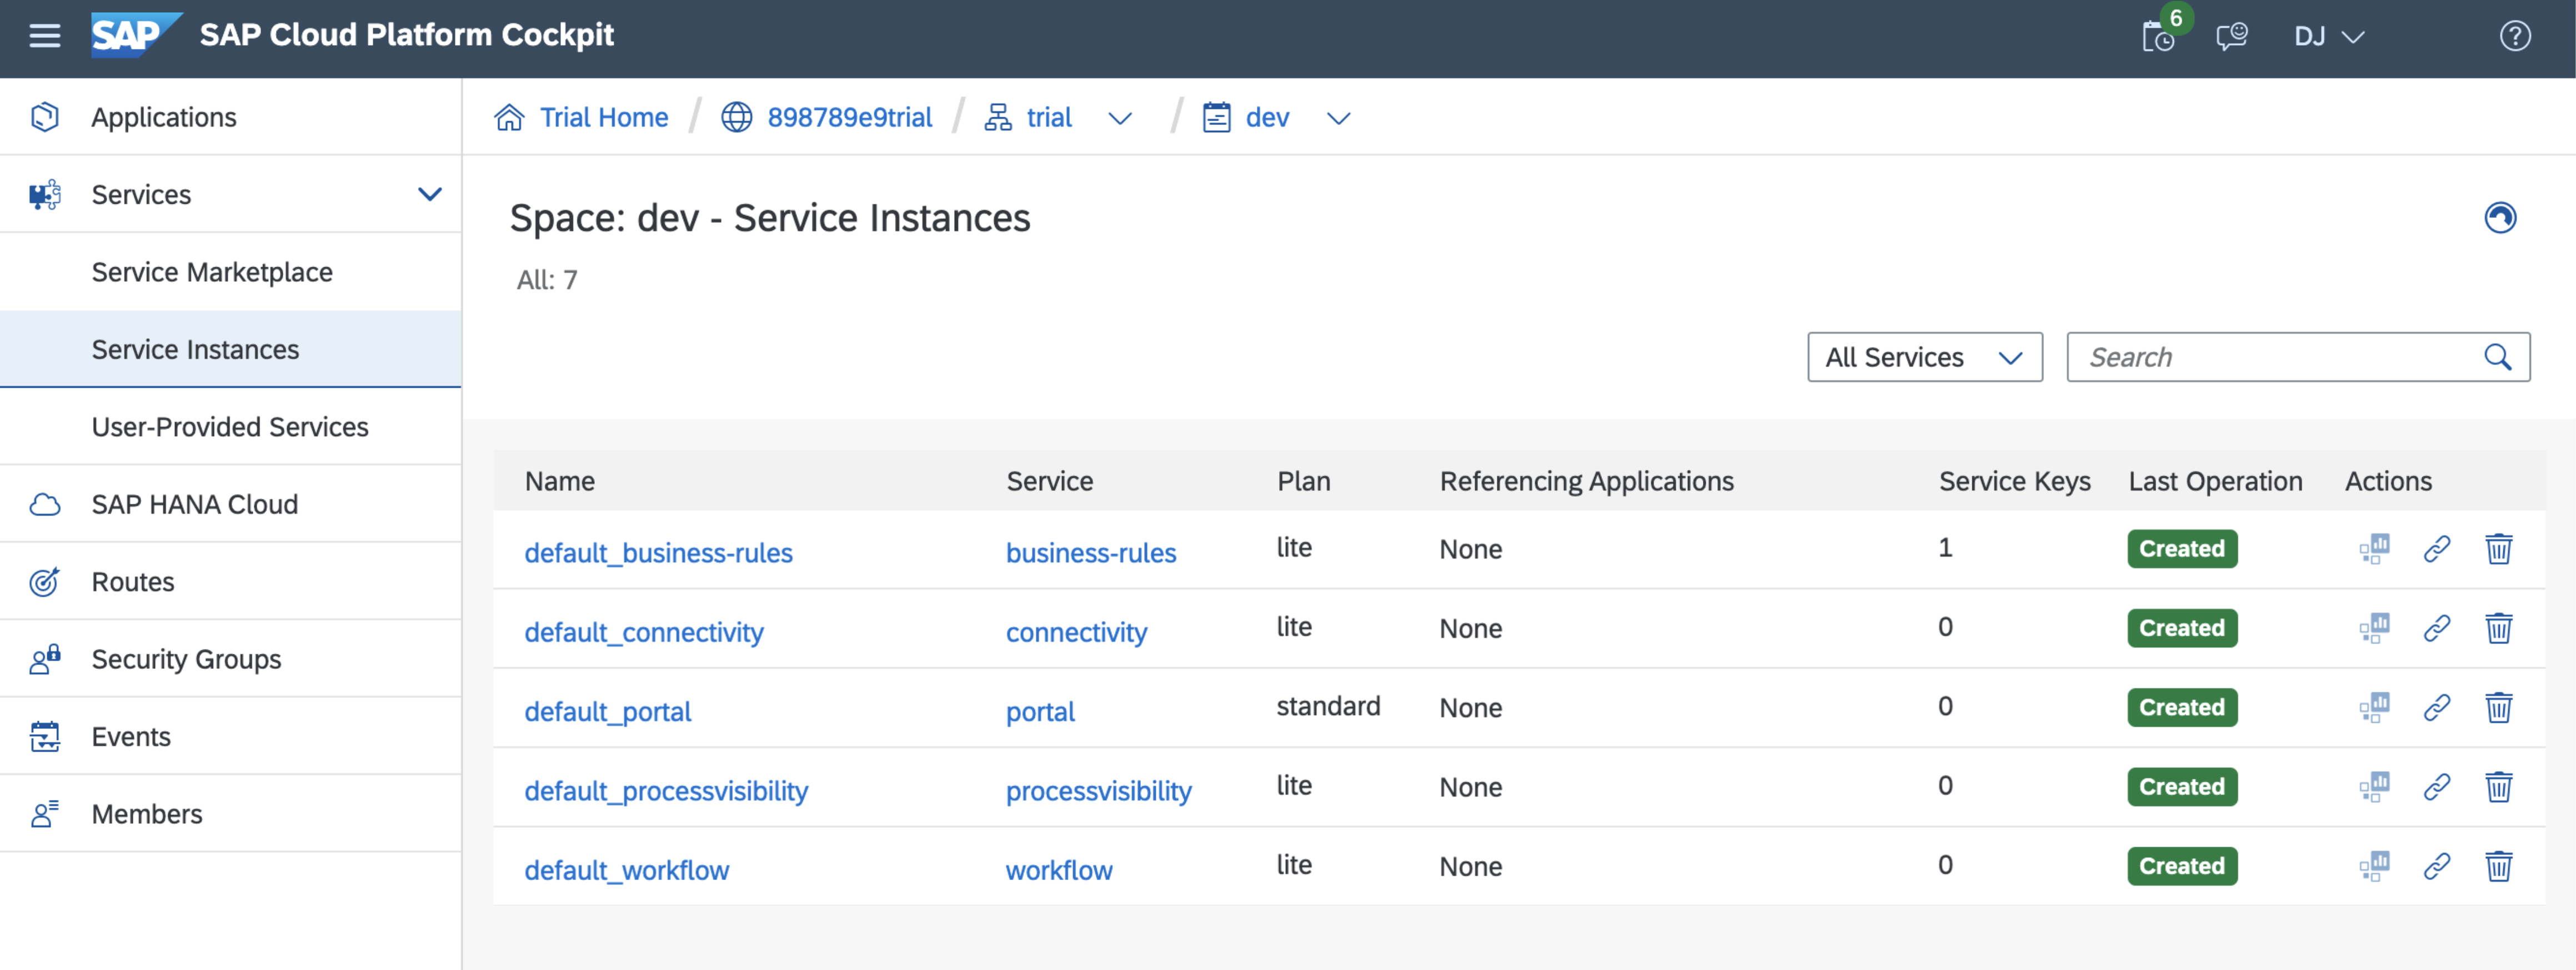 SAP SAP Cloud Platform Cockpit 6 DJ
Applications
Services
Service Marketplace
Service Instances
User-Provided Services
SAP HANA Cloud
Routes
Security Groups
Events
Members
Trial Home / 898789e9trial / trial / dev
Space: dev - Service Instances
All: 7
All Services Search
Name Service Plan Referencing Applications Service Keys Last Operation Actions
default_business-rules business-rules lite None 1 Created
default_connectivity connectivity lite None 0 Created
default_portal portal standard None 0 Created
default_processvisibility processvisibility lite None 0 Created
default_workflow workflow lite None 0 Created